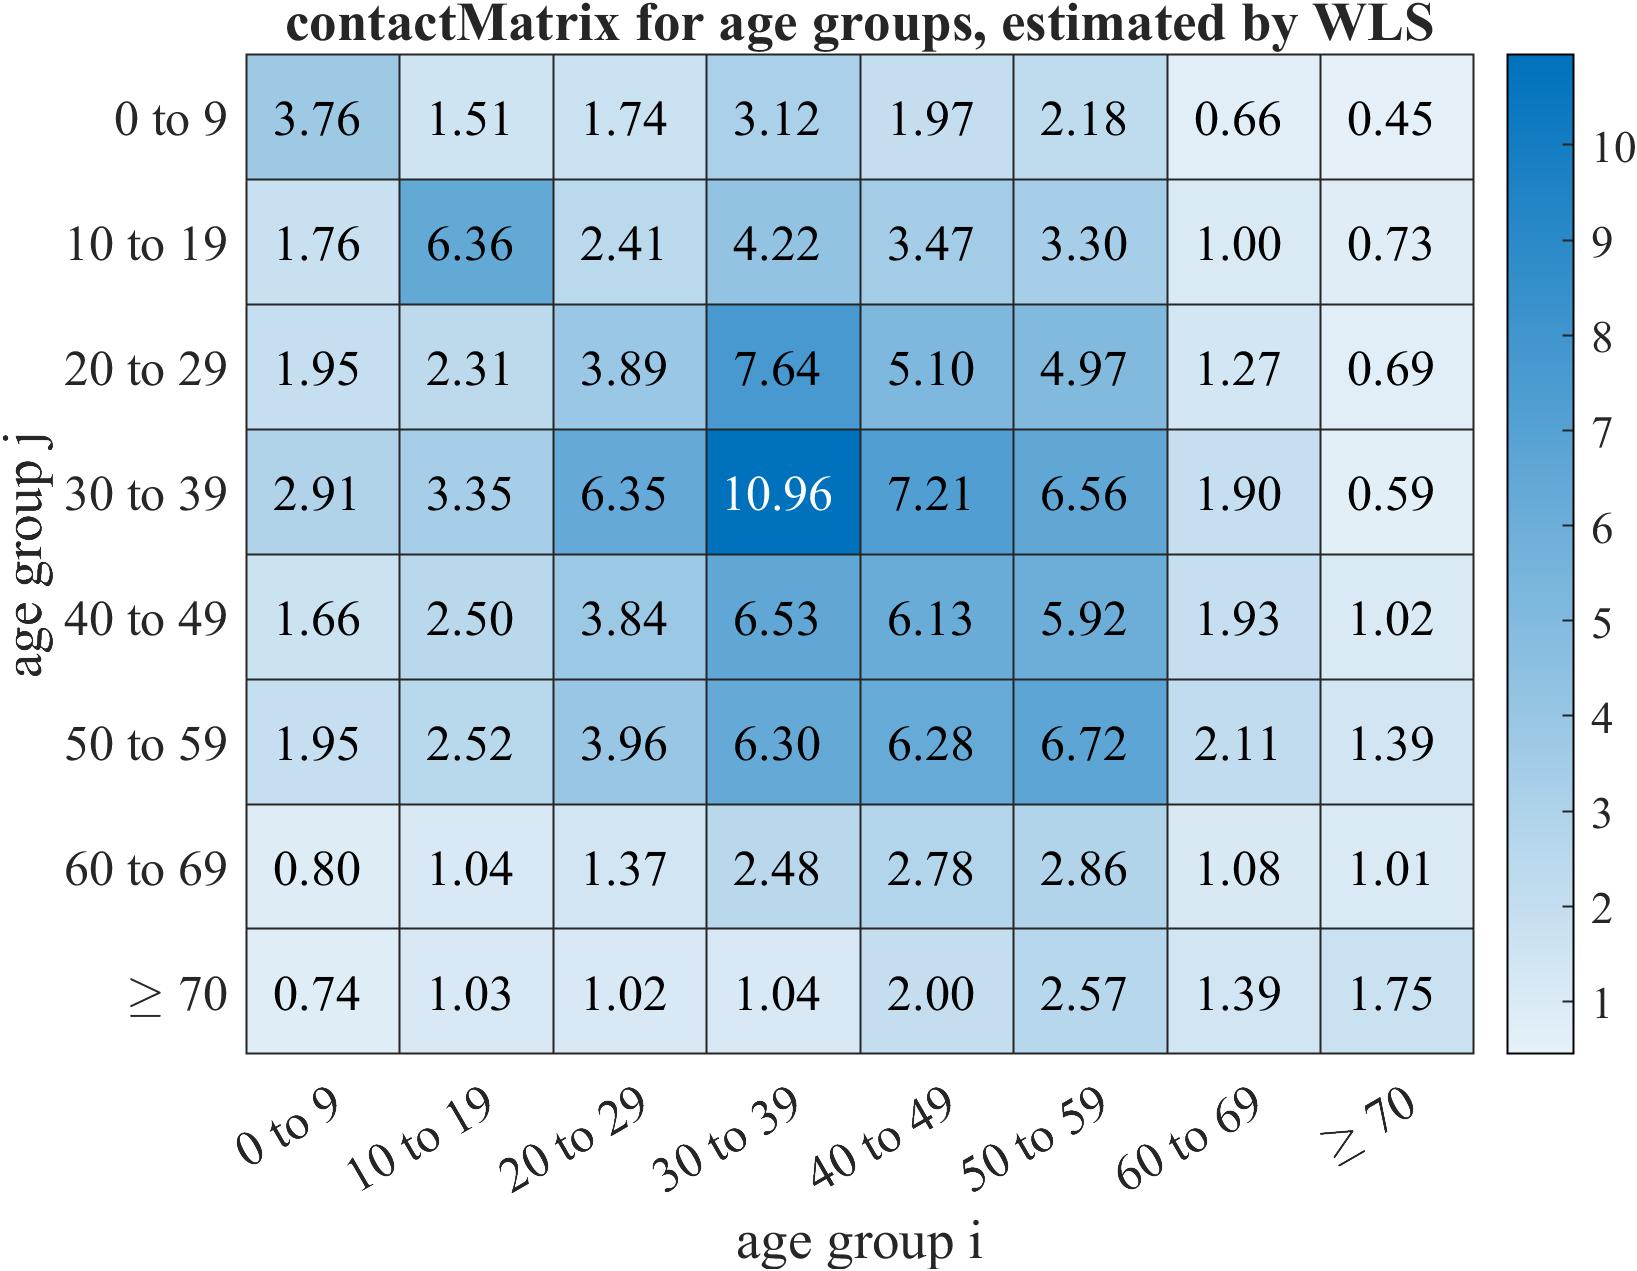 contactMatrix for age groups, estimated by WLS
0 to 9 3.76 1.51 1.74 3.12 1.97 2.18 0.66 0.45
10 to 19 1.76 6.36 2.41 4.22 3.47 3.30 1.00 0.73
20 to 29 1.95 2.31 3.89 7.64 5.10 4.97 1.27 0.69
30 to 39 2.91 3.35 6.35 10.96 7.21 6.56 1.90 0.59
40 to 49 1.66 2.50 3.84 6.53 6.13 5.92 1.93 1.02
50 to 59 1.95 2.52 3.96 6.30 6.28 6.72 2.11 1.39
60 to 69 0.80 1.04 1.37 2.48 2.78 2.86 1.08 1.01
≥ 70 0.74 1.03 1.02 1.04 2.00 2.57 1.39 1.75
age group j
0 to 9 10 to 19 20 to 29 30 to 39 40 to 49 50 to 59 60 to 69 ≥ 70
age group i
10
9
8
7
6
5
4
3
2
1